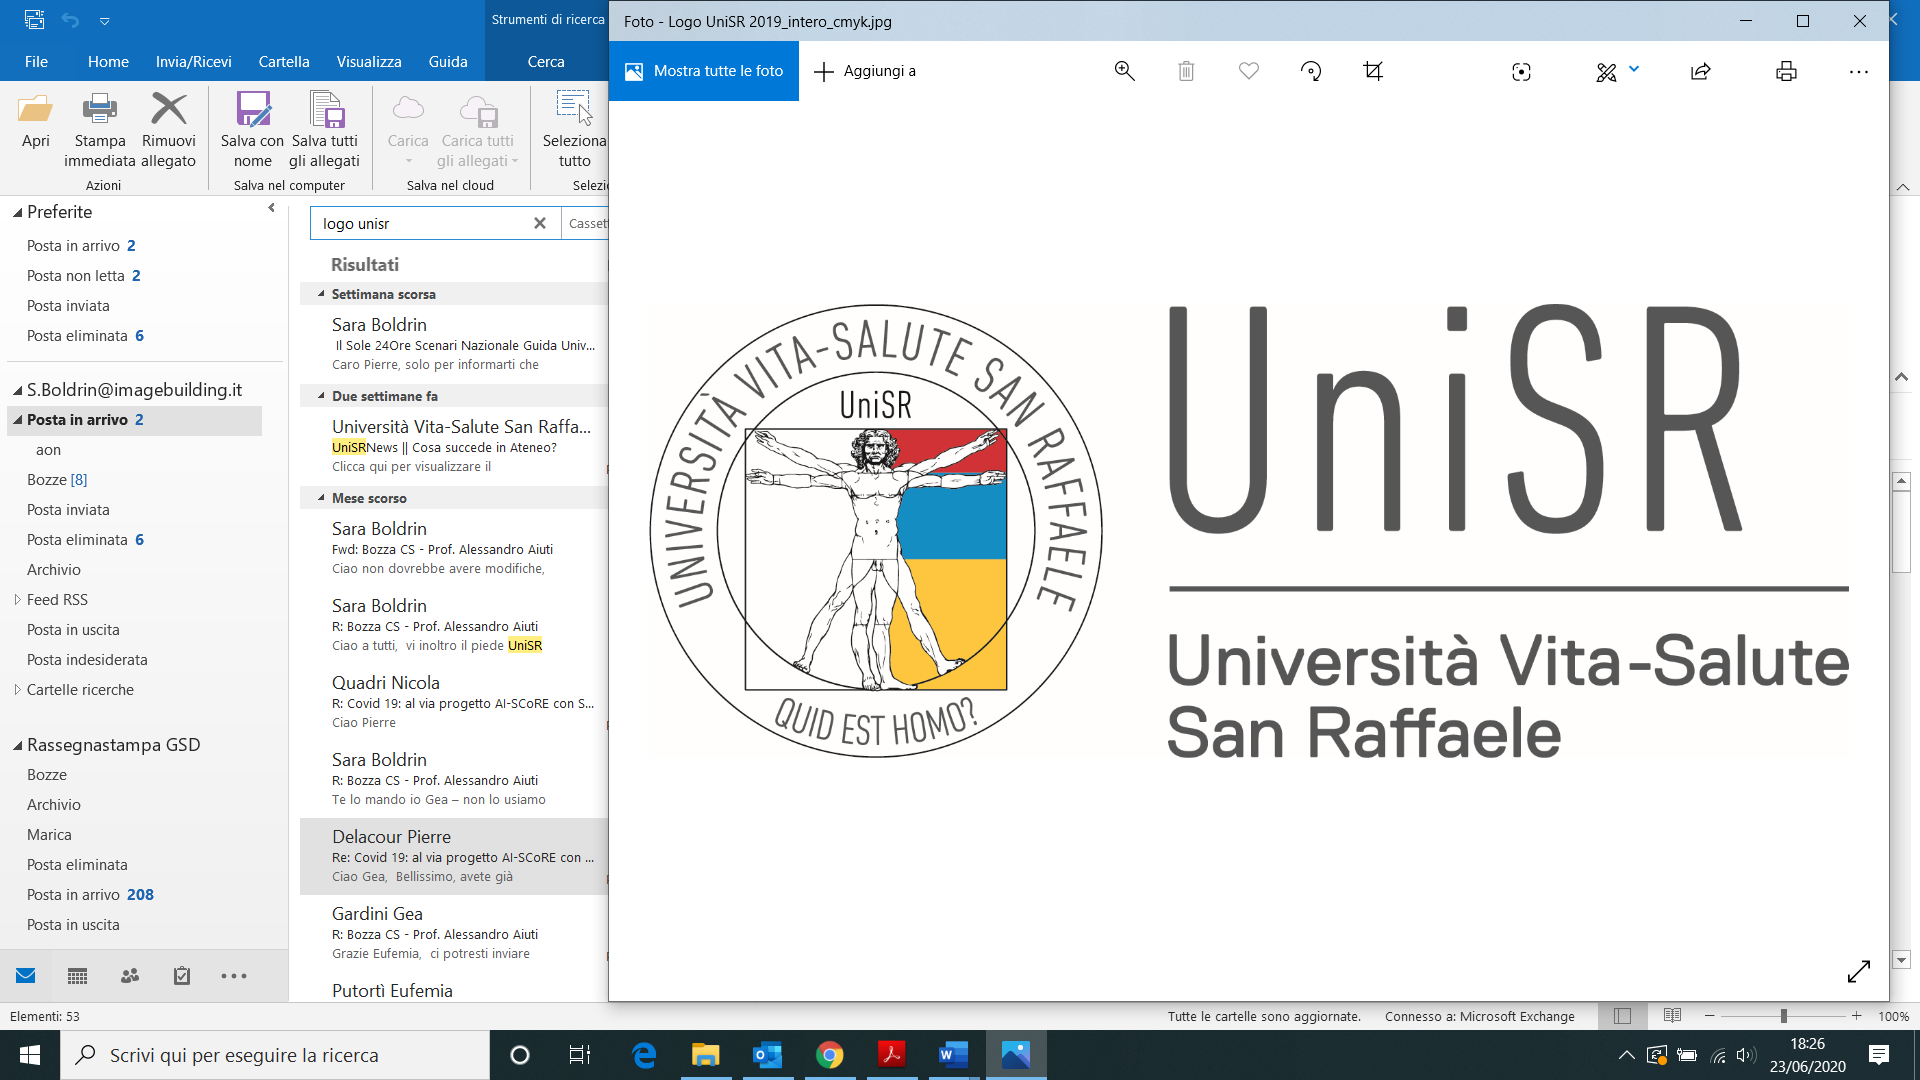 Strumenti di ricerca
File Home Invia/Ricevi Cartella Visualizza Guida Cerca
Apri
Stampa immediata
Rimuovi allegato
Azioni
Salva con nome
Salva tutti gli allegati
Salva nel computer
Carica
Carica tutti gli allegati
Salva nel cloud
Seleziona tutto
Selezi
Preferite
Posta in arrivo 2
Posta non letta 2
Posta inviata
Posta eliminata 6
S.Boldrin@imagebuilding.it
Posta in arrivo 2
aon
Bozze [8]
Posta inviata
Posta eliminata 6
Archivio
Feed RSS
Posta in uscita
Posta indesiderata
Cartelle ricerche
Rassegnastampa GSD
Bozze
Archivio
Marica
Posta eliminata
Posta in arrivo 208
Posta in uscita
logo unisr
Cassett
Risultati
Settimana scorsa
Sara Boldrin
Il Sole 24Ore Scenari Nazionale Guida Univ...
Caro Pierre, solo per informarti che
Due settimane fa
Università Vita-Salute San Raffa...
UniSRNews || Cosa succede in Ateneo?
Clicca qui per visualizzare il
Mese scorso
Sara Boldrin
Fwd: Bozza CS - Prof. Alessandro Aiuti
Ciao non dovrebbe avere modifiche,
Sara Boldrin
R: Bozza CS - Prof. Alessandro Aiuti
Ciao a tutti, vi inoltro il piede UniSR
Quadri Nicola
R: Covid 19: al via progetto AI-SCoRE con S...
Ciao Pierre
Sara Boldrin
R: Bozza CS - Prof. Alessandro Aiuti
Te lo mando io Gea – non lo usiamo
Delacour Pierre
Re: Covid 19: al via progetto AI-SCoRE con ...
Ciao Gea, Bellissimo, avete già
Gardini Gea
R: Bozza CS - Prof. Alessandro Aiuti
Grazie Eufemia, ci potresti inviare
Putortì Eufemia
Foto - Logo UniSR 2019_intero_cmyk.jpg
Mostra tutte le foto
Aggiungi a
UNIVERSITÀ VITA-SALUTE SAN RAFFAELE
UniSR
QUID EST HOMO?
UniSR
Università Vita-Salute
San Raffaele
Elementi: 53
Tutte le cartelle sono aggiornate.
Connesso a: Microsoft Exchange
100%
Scrivi qui per eseguire la ricerca
18:26
23/06/2020